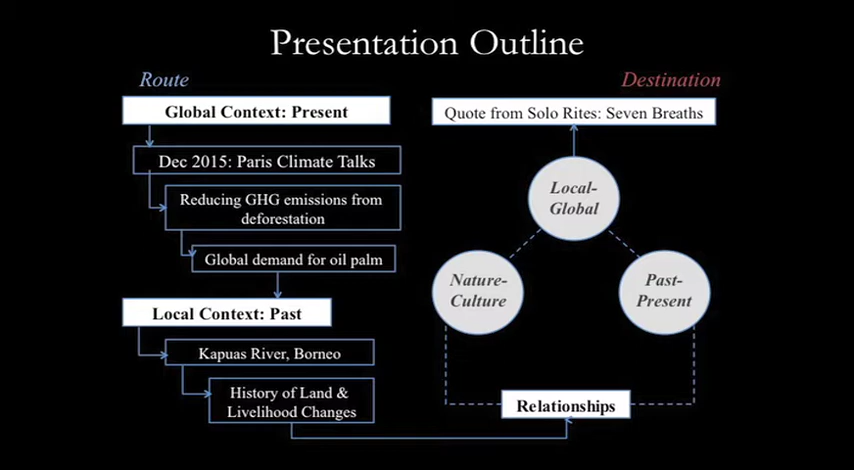 Presentation Outline
Route
Destination
Global Context: Present
Quote from Solo Rites: Seven Breaths
Dec 2015: Paris Climate Talks
Reducing GHG emissions from
deforestation
Global demand for oil palm
Local Context: Past
Kapuas River, Borneo
History of Land &
Livelihood Changes
Local-
Global
Nature-
Culture
Past-
Present
Relationships